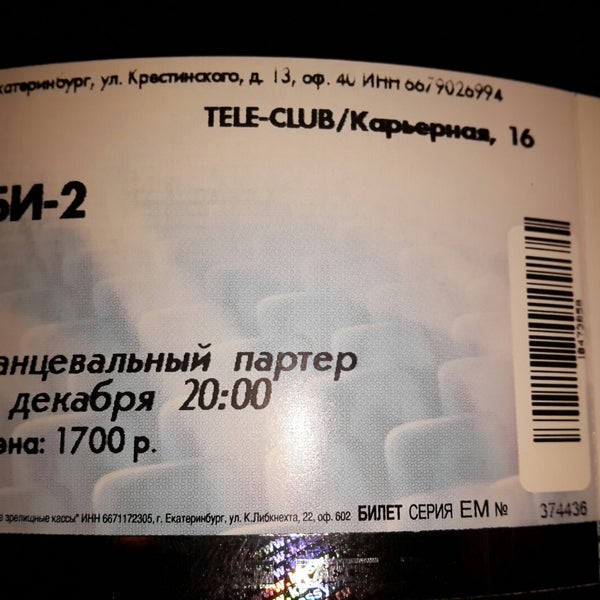 катеринбург, ул. Крестинского, д. 13, оф. 40 ИНН 6679026994
TELE-CLUB/Карьерная, 16
БИ-2
анцевальный партер
декабря 20:00
ена: 1700 р.
е зрелищные кассы" ИНН 6671172305, г. Екатеринбург, ул. К.Либкнехта, 22, оф. 602 БИЛЕТ СЕРИЯ ЕМ № 374436